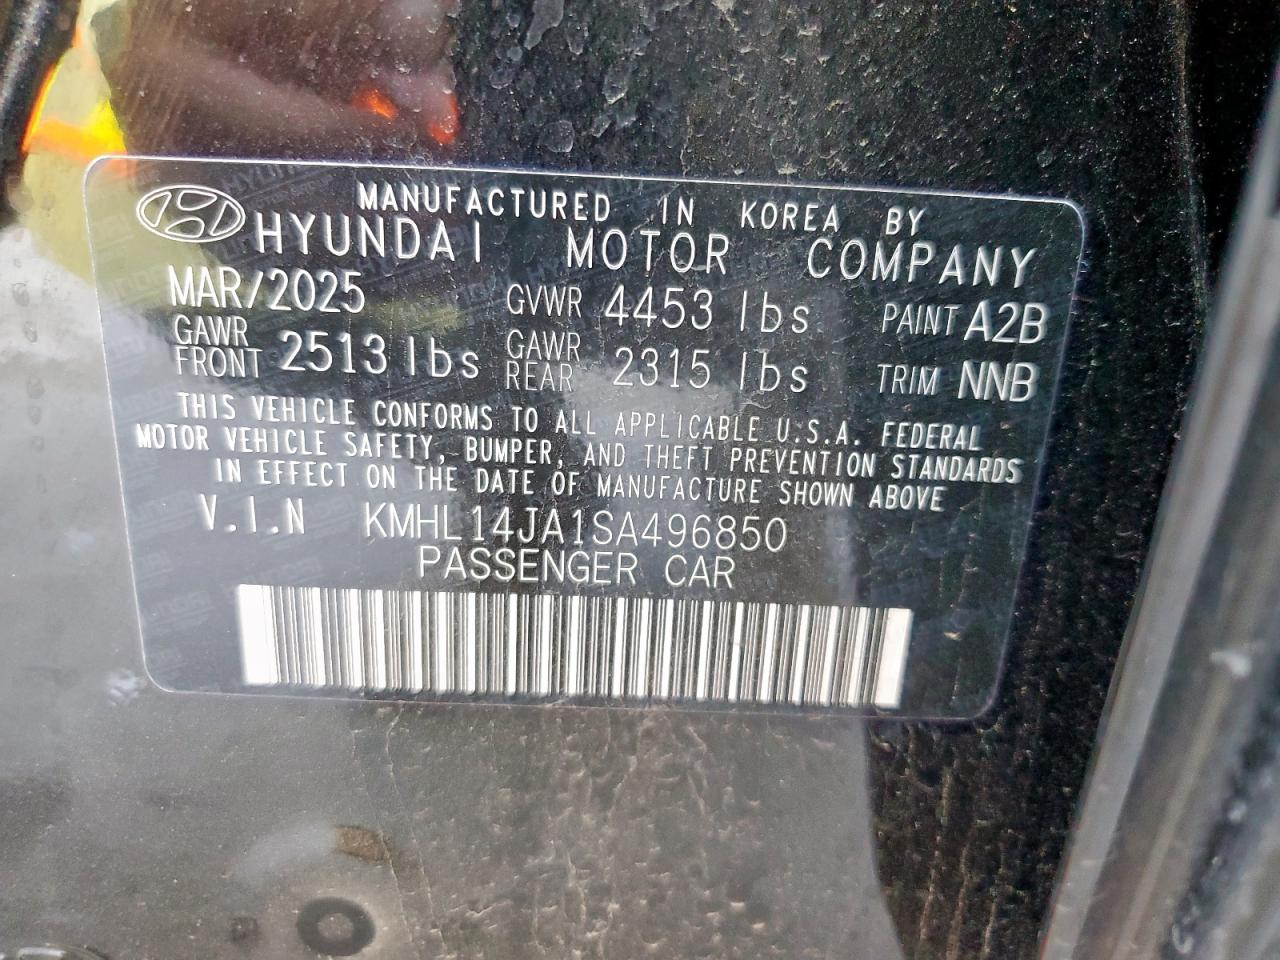 MANUFACTURED IN KOREA BY
HYUNDAI MOTOR COMPANY
MAR/2025 GVWR 4453 lbs PAINT A2B
GAWR FRONT 2513 lbs GAWR REAR 2315 lbs TRIM NNB
THIS VEHICLE CONFORMS TO ALL APPLICABLE U.S.A. FEDERAL
MOTOR VEHICLE SAFETY, BUMPER, AND THEFT PREVENTION STANDARDS
IN EFFECT ON THE DATE OF MANUFACTURE SHOWN ABOVE
V.I.N KMHL14JA1SA496850
PASSENGER CAR